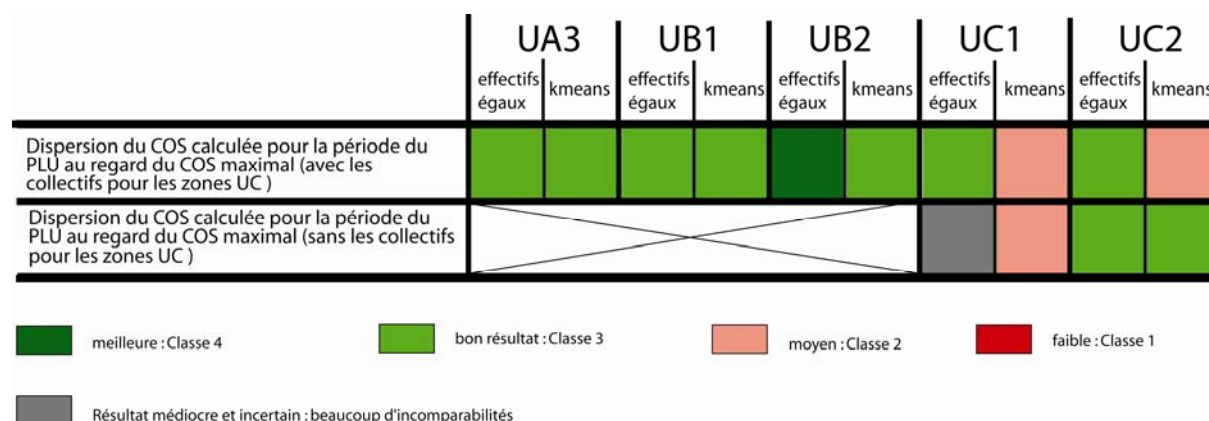 UA3 UB1 UB2 UC1 UC2
effectifs égaux kmeans effectifs égaux kmeans effectifs égaux kmeans effectifs égaux kmeans effectifs égaux kmeans
Dispersion du COS calculée pour la période du
PLU au regard du COS maximal (avec les
collectifs pour les zones UC )
Dispersion du COS calculée pour la période du
PLU au regard du COS maximal (sans les collectifs
pour les zones UC )
meilleure : Classe 4 bon résultat : Classe 3 moyen : Classe 2 faible : Classe 1
Résultat médiocre et incertain : beaucoup d'incomparabilités